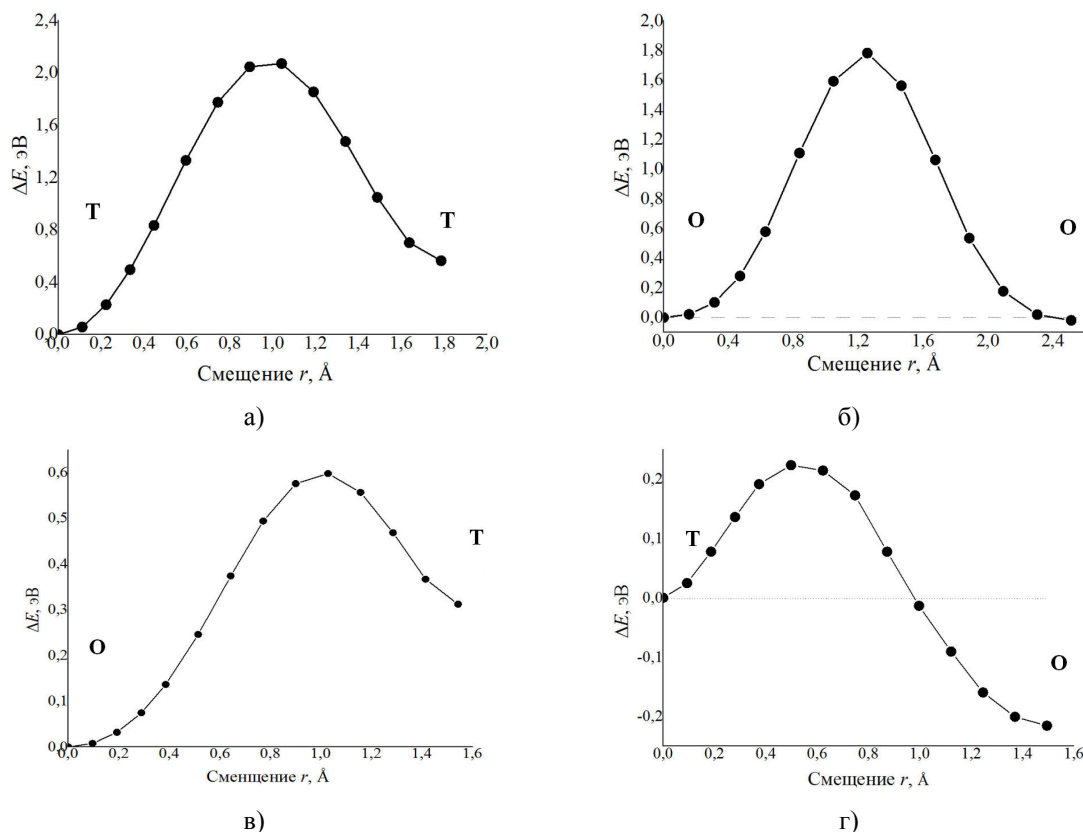 2,4
2,0
1,6
1,2
0,8
0,4
0,0
ΔE, эВ
T
T
0,0 0,2 0,4 0,6 0,8 1,0 1,2 1,4 1,6 1,8 2,0
Смещение r, Å
а)
2,0
1,8
1,6
1,4
1,2
1,0
0,8
0,6
0,4
0,2
0,0
ΔE, эВ
O
O
0,0 0,4 0,8 1,2 1,6 2,0 2,4
Смещение r, Å
б)
0,6
0,5
0,4
0,3
0,2
0,1
0,0
ΔE, эВ
O
T
0,0 0,2 0,4 0,6 0,8 1,0 1,2 1,4 1,6
Сменщение r, Å
в)
0,2
0,1
0,0
-0,1
-0,2
ΔE, эВ
T
O
0,0 0,2 0,4 0,6 0,8 1,0 1,2 1,4 1,6
Смещение r, Å
г)